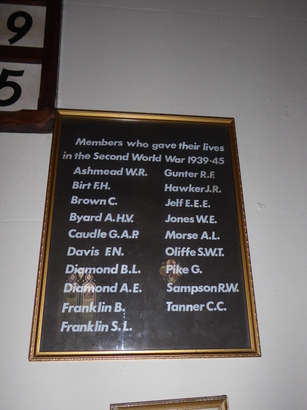 9
5
Members who gave their lives
in the Second World War 1939-45
Ashmead W.R.
Birt F.H.
Brown C.
Byard A.H.V.
Caudle G.A.P.
Davis F.N.
Diamond B.L.
Diamond A.E.
Franklin B.
Franklin S.L.
Gunter R.F.
Hawker J.R.
Jelf E.E.E.
Jones W.E.
Morse A.L.
Oliffe S.W.T.
Pike G.
Sampson R.W.
Tanner C.C.